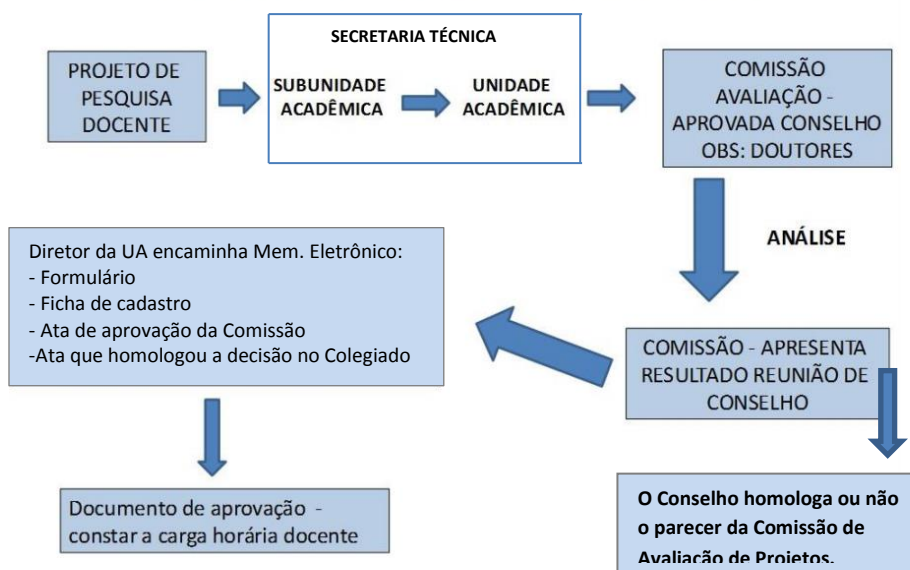 PROJETO DE
PESQUISA
DOCENTE
SECRETARIA TÉCNICA
SUBUNIDADE
ACADÊMICA
UNIDADE
ACADÊMICA
COMISSÃO
AVALIAÇÃO -
APROVADA CONSELHO
OBS: DOUTORES
ANÁLISE
COMISSÃO - APRESENTA
RESULTADO REUNIÃO DE
CONSELHO
O Conselho homologa ou não
o parecer da Comissão de
Avaliação de Projetos.
Diretor da UA encaminha Mem. Eletrônico:
- Formulário
- Ficha de cadastro
- Ata de aprovação da Comissão
-Ata que homologou a decisão no Colegiado
Documento de aprovação -
constar a carga horária docente